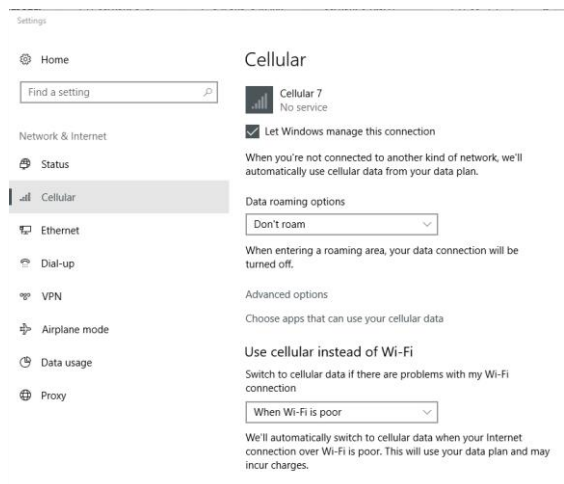 Settings
Home
Find a setting
Network & Internet
Status
Cellular
Ethernet
Dial-up
VPN
Airplane mode
Data usage
Proxy
Cellular
Cellular 7
No service
Let Windows manage this connection
When you're not connected to another kind of network, we'll
automatically use cellular data from your data plan.
Data roaming options
Don't roam
When entering a roaming area, your data connection will be
turned off.
Advanced options
Choose apps that can use your cellular data
Use cellular instead of Wi-Fi
Switch to cellular data if there are problems with my Wi-Fi
connection
When Wi-Fi is poor
We'll automatically switch to cellular data when your Internet
connection over Wi-Fi is poor. This will use your data plan and may
incur charges.